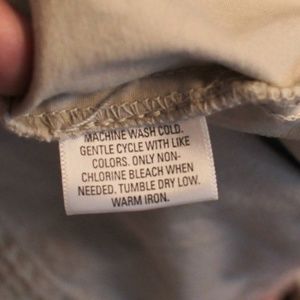 MACHINE WASH COLD.
GENTLE CYCLE WITH LIKE
COLORS. ONLY NON-
CHLORINE BLEACH WHEN
NEEDED. TUMBLE DRY LOW.
WARM IRON.